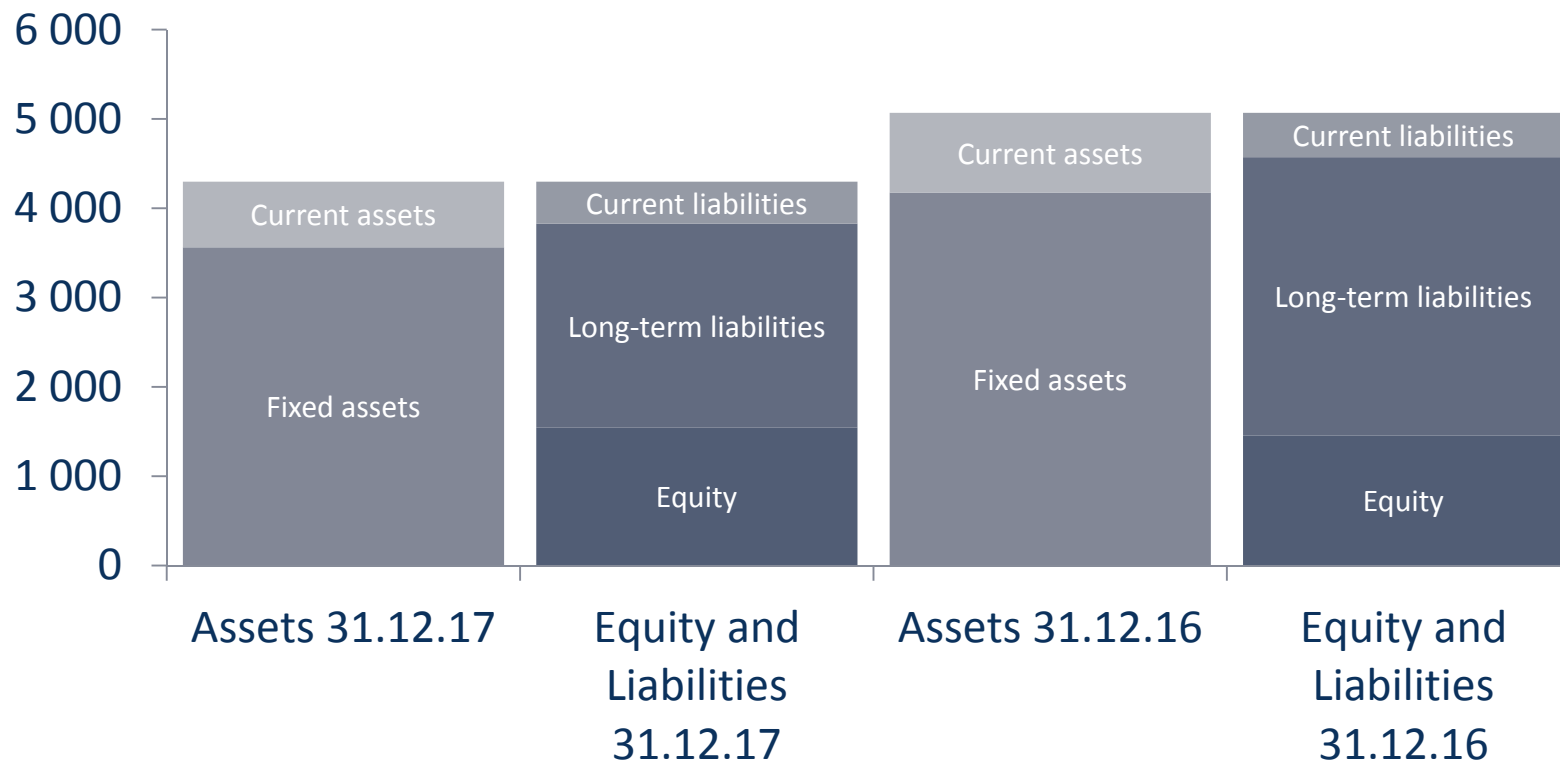 6 000
5 000
4 000
3 000
2 000
1 000
0
Current assets
Fixed assets
Current liabilities
Long-term liabilities
Equity
Current assets
Fixed assets
Current liabilities
Long-term liabilities
Equity
Assets 31.12.17
Equity and
Liabilities
31.12.17
Assets 31.12.16
Equity and
Liabilities
31.12.16